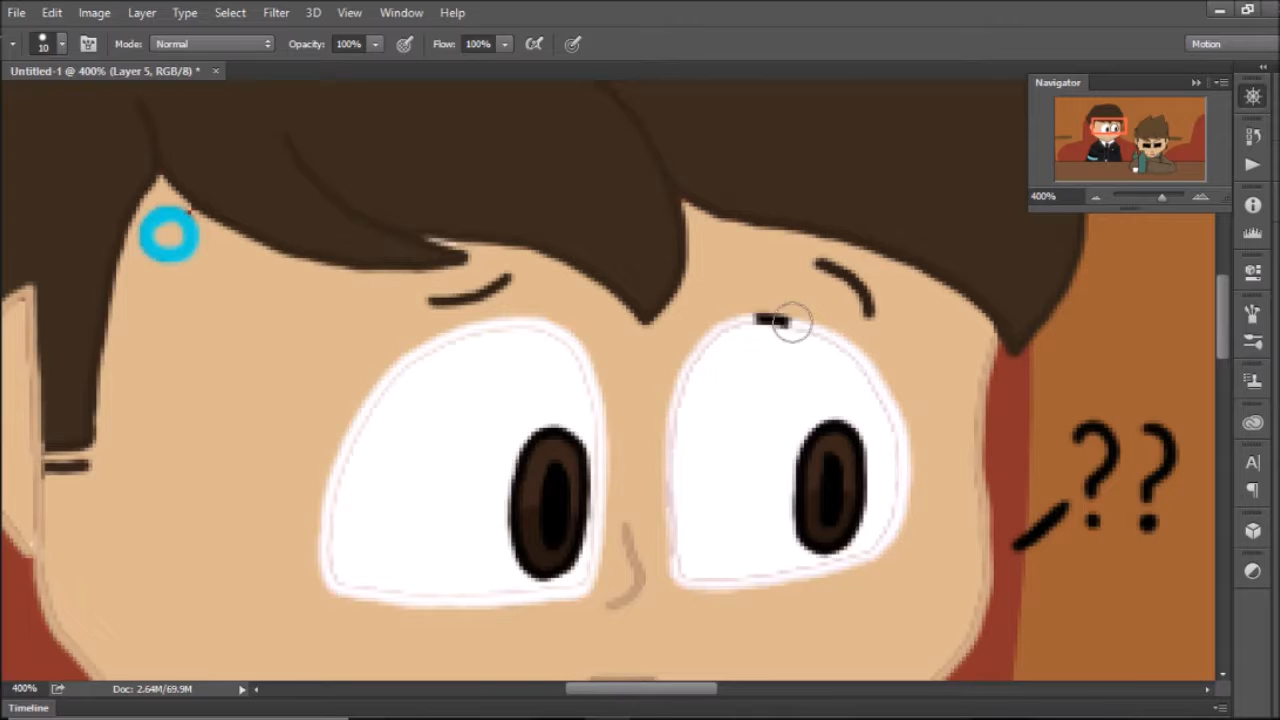 File Edit Image Layer Type Select Filter 3D View Window Help
10 Mode: Normal Opacity: 100% Flow: 100% Motion
Untitled-1 @ 400% (Layer 5, RGB/8) * ×
Navigator
400%
??
400% Doc: 2.64M/69.9M
Timeline